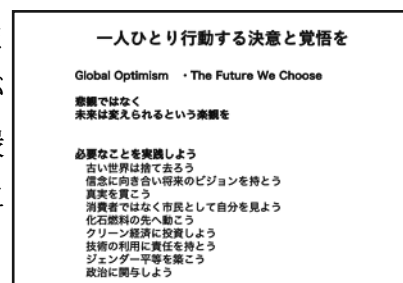 一人ひとり行動する決意と覚悟を
Global Optimism ・The Future We Choose
悲観ではなく
未来は変えられるという楽観を
必要なことを実践しよう
古い世界は捨て去ろう
信念に向き合い将来のビジョンを持とう
真実を貫こう
消費者ではなく市民として自分を見よう
化石燃料の先へ動こう
クリーン経済に投資しよう
技術の利用に責任を持とう
ジェンダー平等を築こう
政治に関与しよう